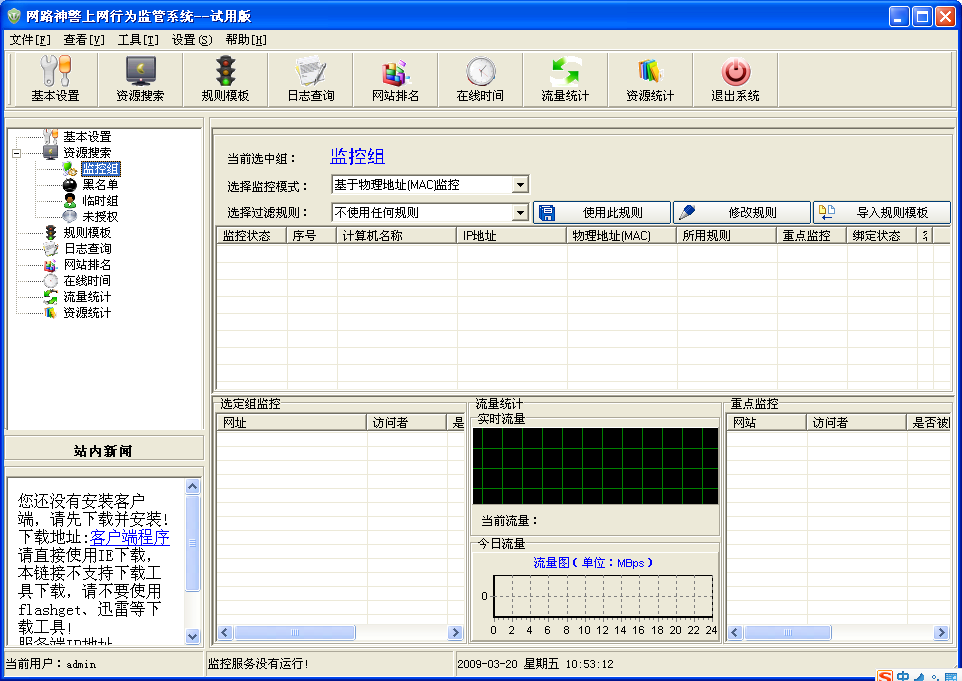 网路神警上网行为监管系统--试用版
文件[F] 查看[V] 工具[T] 设置(S) 帮助[H]
基本设置 资源搜索 规则模板 日志查询 网站排名 在线时间 流量统计 资源统计 退出系统
基本设置
资源搜索
监控组
黑名单
临时组
未授权
规则模板
日志查询
网站排名
在线时间
流量统计
资源统计
站内新闻
您还没有安装客户
端，请先下载并安装!
下载地址:客户端程序
请直接使用IE下载，
本链接不支持下载工
具下载，请不要使用
flashget、迅雷等下
载工具!
服务端IP地址
当前选中组： 监控组
选择监控模式： 基于物理地址(MAC)监控
选择过滤规则： 不使用任何规则 使用此规则 修改规则 导入规则模板
监控状态 序号 计算机名称 IP地址 物理地址(MAC) 所用规则 重点监控 绑定状态
选定组监控
网址 访问者 是
流量统计
实时流量
当前流量：
今日流量
流量图(单位：MBps)
0
0 2 4 6 8 10 12 14 16 18 20 22 24
重点监控
网站 访问者 是否被
当前用户：admin 监控服务没有运行! 2009-03-20 星期五 10:53:12
中